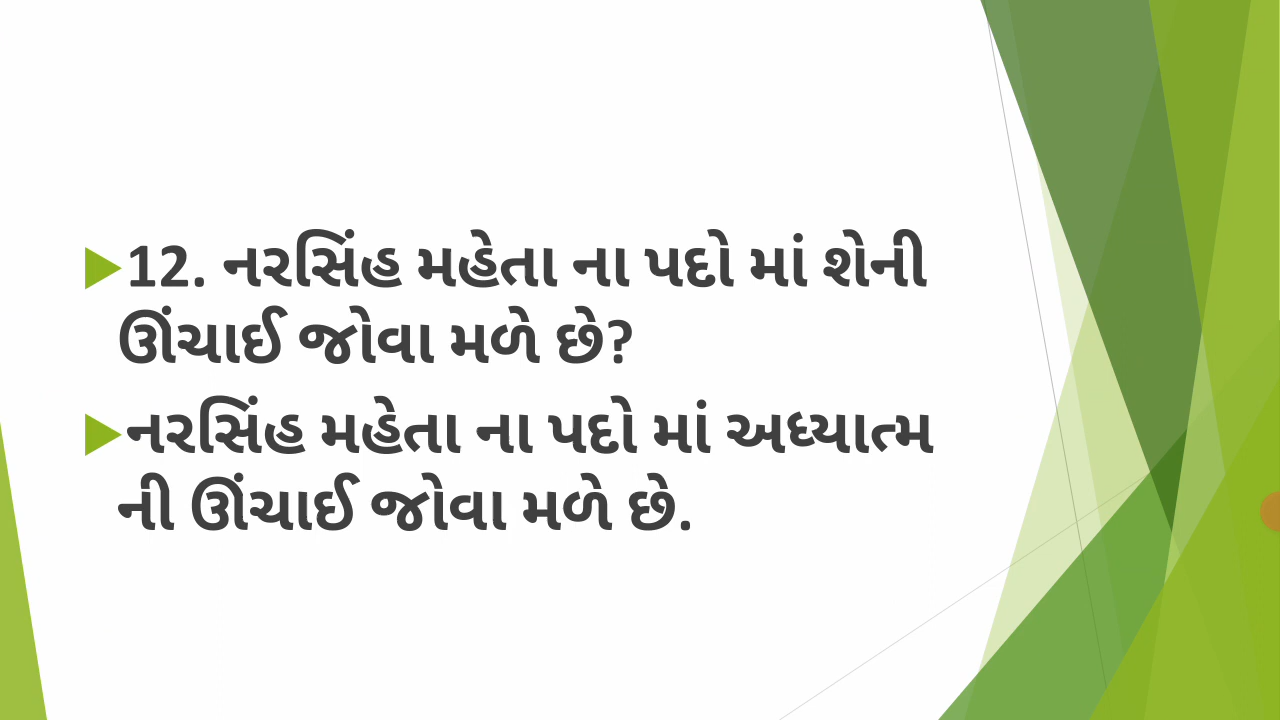 12. નરસિંહ મહેતા ના પદો માં શેની
ઊંચાઈ જોવા મળે છે?
નરસિંહ મહેતા ના પદો માં અધ્યાત્મ
ની ઊંચાઈ જોવા મળે છે.